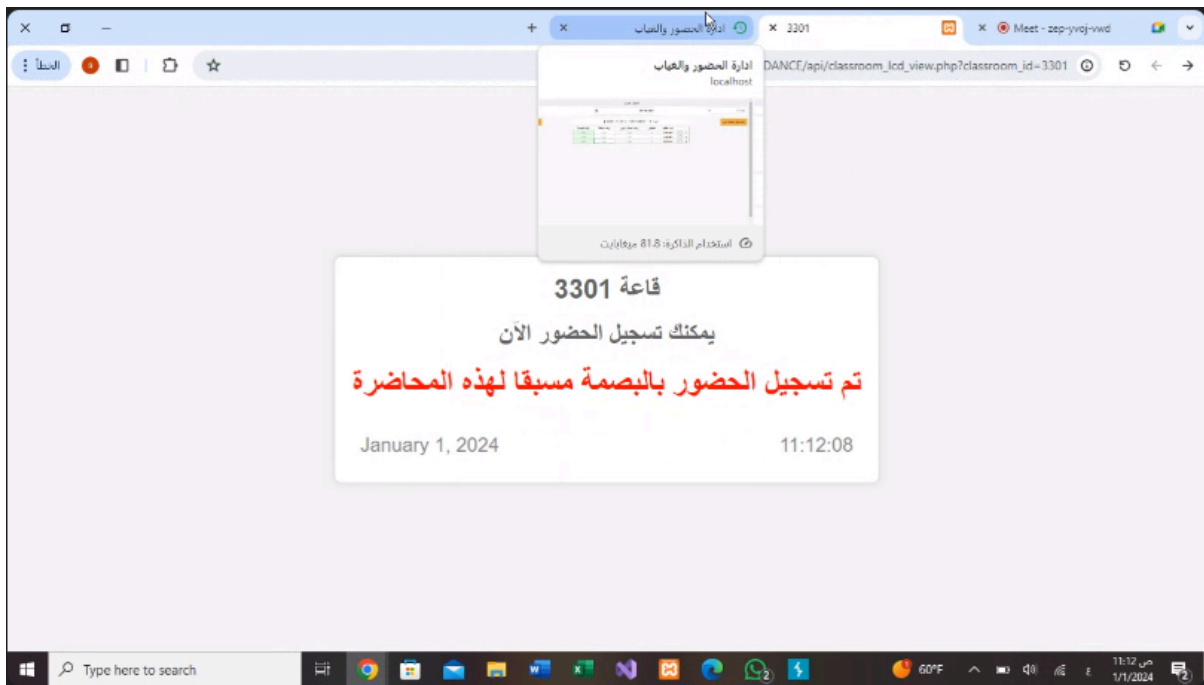 Meet - zep-yvoj-vwd
3301
ادارة الحضور والغياب
DANCE/api/classroom_lcd_view.php?classroom_id=3301
الخطأ
ادارة الحضور والغياب
localhost
استخدام الذاكرة: 81.8 ميغابايت
قاعة 3301
يمكنك تسجيل الحضور الآن
تم تسجيل الحضور بالبصمة مسبقا لهذه المحاضرة
January 1, 2024 11:12:08
Type here to search
60°F
ع
11:12 ص
1/1/2024
2